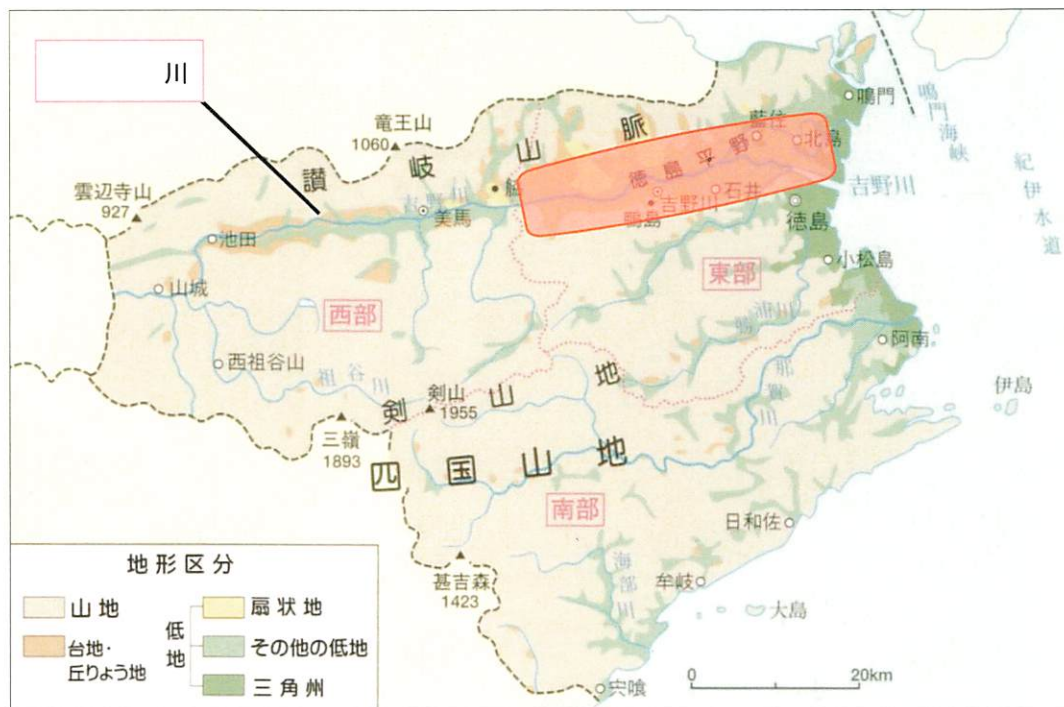 川
鳴門
鳴門海峡
紀伊水道
竜王山
1060
讃岐山脈
藍住
北島
雲辺寺山
927
徳島平野
吉野川
美馬
吉野川
石井
鴨島
吉野川
徳島
池田
小松島
山城
西部
東部
勝浦川
阿南
西祖谷山
祖谷川
那賀川
伊島
剣山
1955
剣山地
三嶺
1893
四国山地
南部
日和佐
海部川
甚吉森
1423
牟岐
大島
宍喰
地形区分
山地
台地・
丘りょう地
低地
扇状地
その他の低地
三角州
0
20km